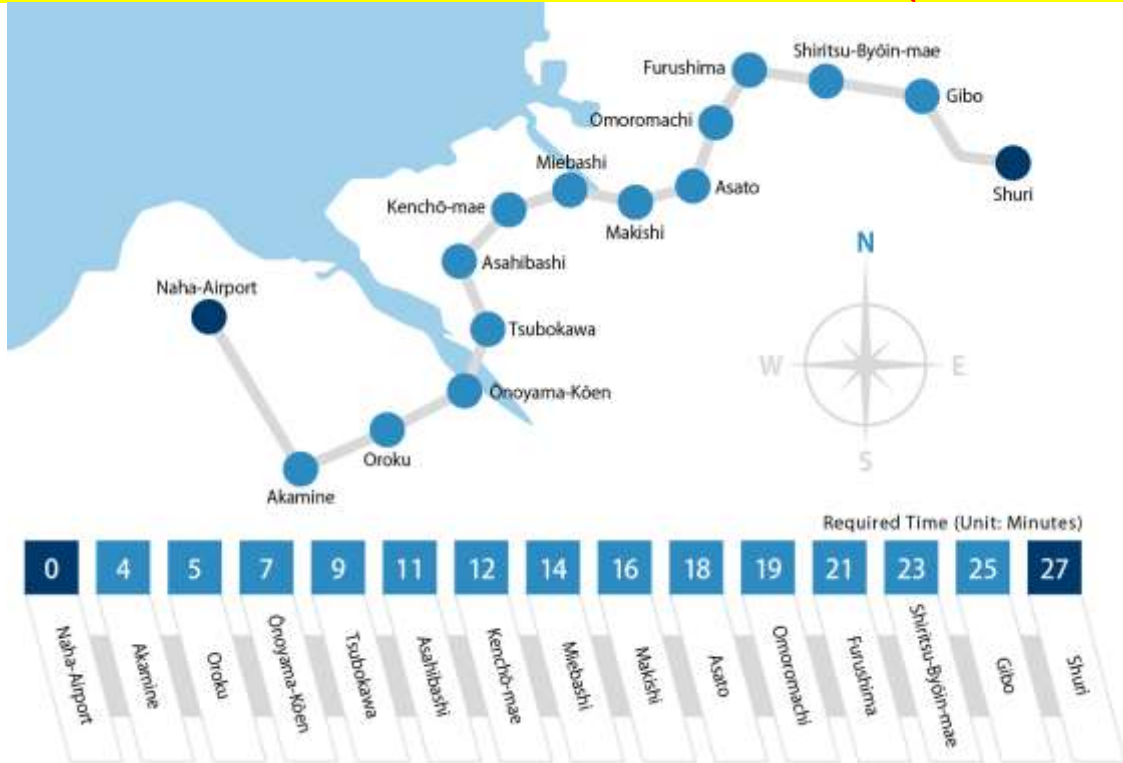 Shiritsu-Byōin-mae
Furushima
Gibo
Omoromachi
Miebashi
Asato
Shuri
Kenchō-mae
Makishi
N
Asahibashi
Naha-Airport
Tsubokawa
W
E
Ōnoyama-Kōen
Oroku
S
Akamine
Required Time (Unit: Minutes)
0 4 5 7 9 11 12 14 16 18 19 21 23 25 27
Naha-Airport
Akamine
Oroku
Ōnoyama-Kōen
Tsubokawa
Asahibashi
Kenchō-mae
Miebashi
Makishi
Asato
Omoromachi
Furushima
Shiritsu-Byōin-mae
Gibo
Shuri